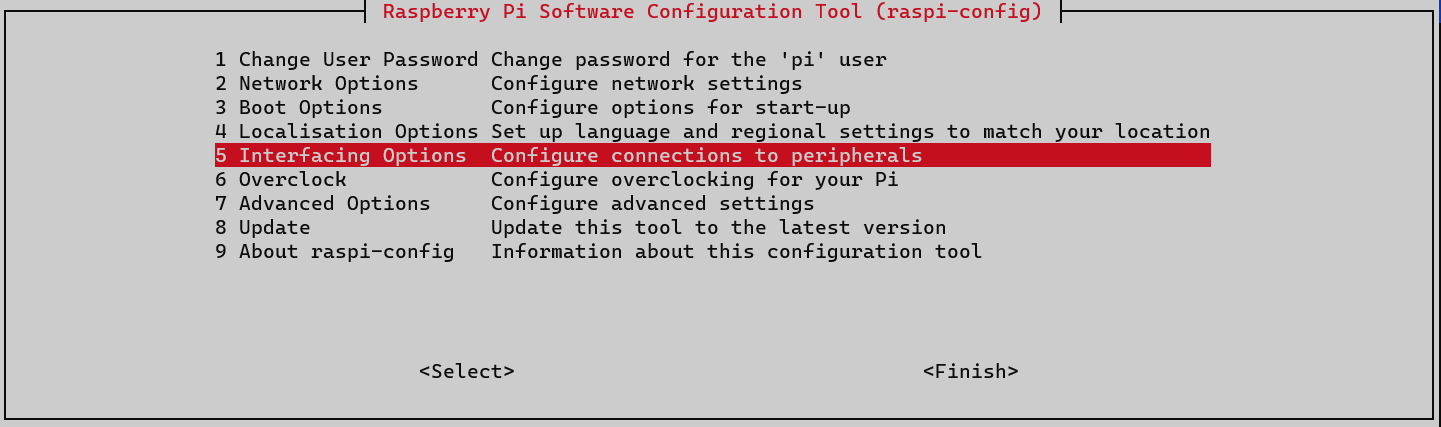 Raspberry Pi Software Configuration Tool (raspi-config)
1 Change User Password Change password for the 'pi' user
2 Network Options Configure network settings
3 Boot Options Configure options for start-up
4 Localisation Options Set up language and regional settings to match your location
5 Interfacing Options Configure connections to peripherals
6 Overclock Configure overclocking for your Pi
7 Advanced Options Configure advanced settings
8 Update Update this tool to the latest version
9 About raspi-config Information about this configuration tool
<Select> <Finish>